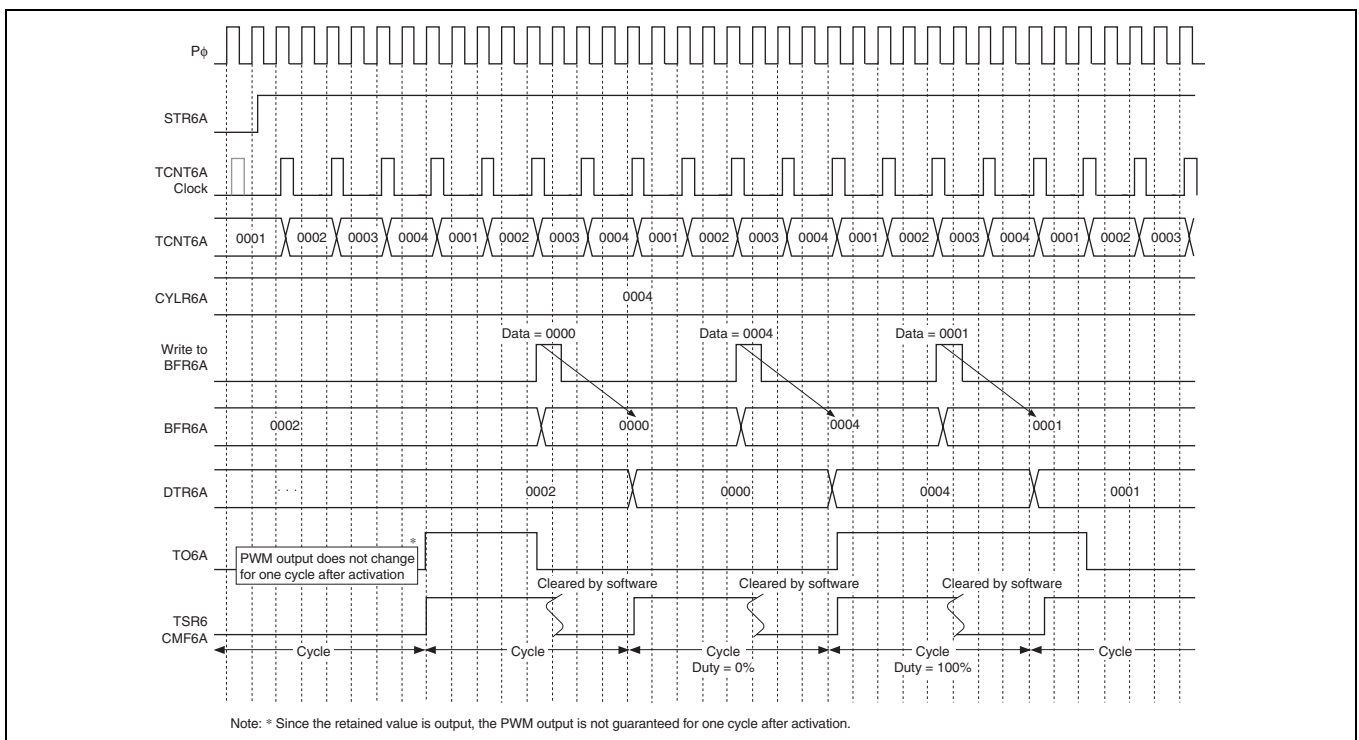 Pϕ
STR6A
TCNT6A
Clock
TCNT6A
0001 0002 0003 0004 0001 0002 0003 0004 0001 0002 0003 0004 0001 0002 0003 0004 0001 0002 0003
CYLR6A
0004
Data = 0000 Data = 0004 Data = 0001
Write to
BFR6A
BFR6A
0002 0000 0004 0001
DTR6A
. . . 0002 0000 0004 0001
TO6A
*
PWM output does not change
for one cycle after activation
Cleared by software Cleared by software Cleared by software
TSR6
CMF6A
Cycle Cycle Cycle Cycle Cycle
Duty = 0% Duty = 100%
Note: * Since the retained value is output, the PWM output is not guaranteed for one cycle after activation.